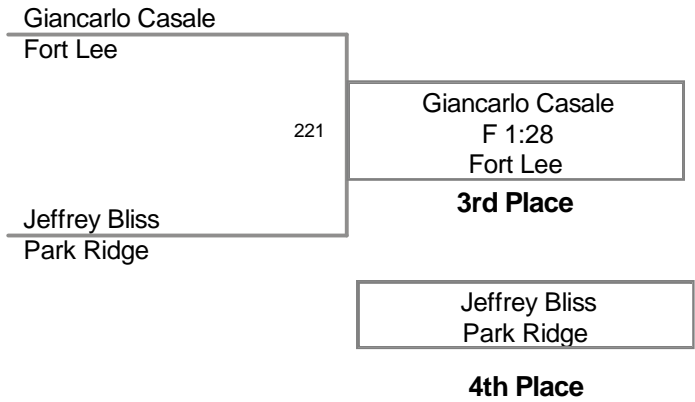 Giancarlo Casale
Fort Lee
221
Giancarlo Casale
F 1:28
Fort Lee
3rd Place
Jeffrey Bliss
Park Ridge
Jeffrey Bliss
Park Ridge
4th Place